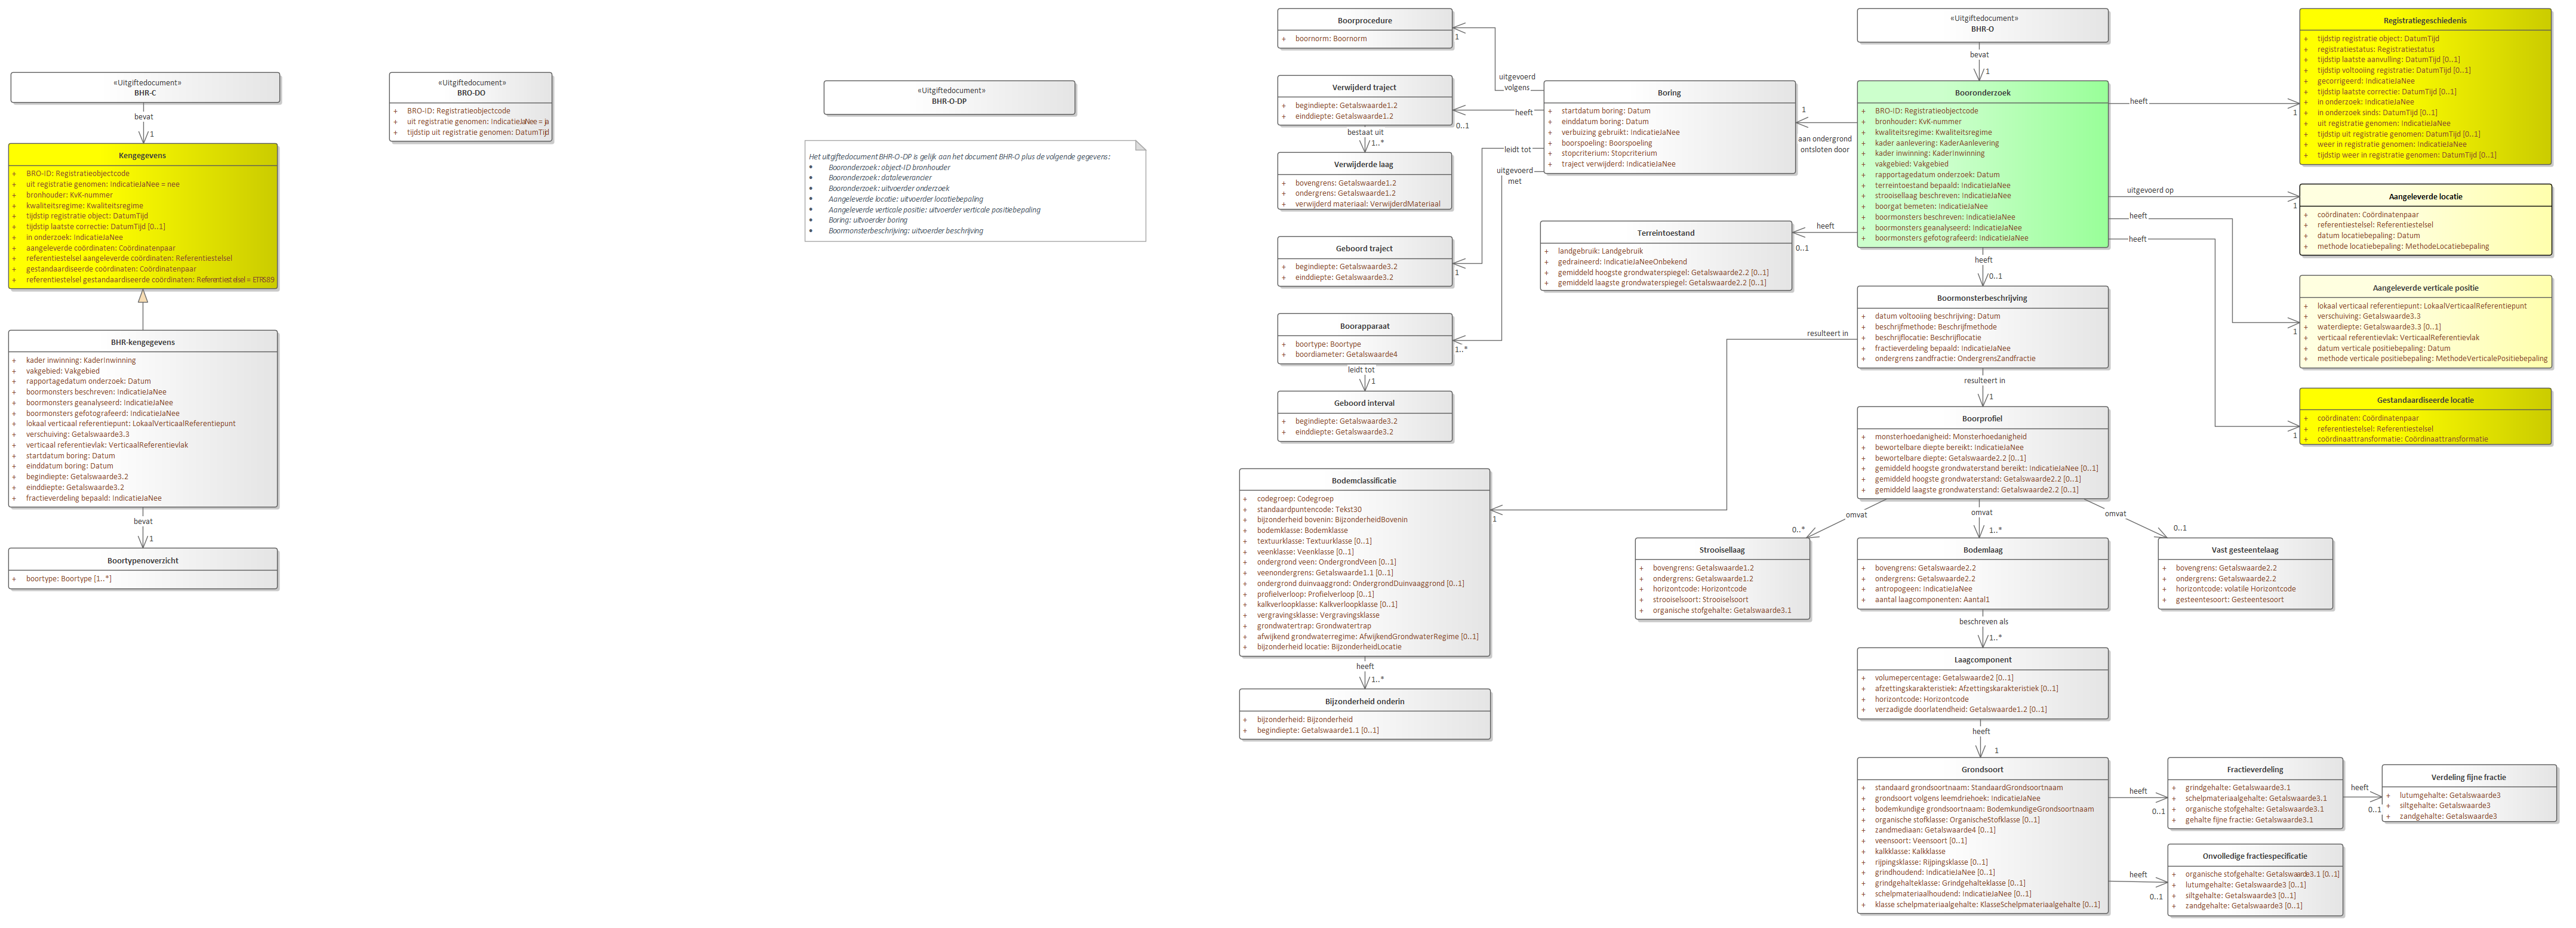 «Uitgiftedocument»
BHR-C
bevat
1
Kengegevens
+ BRO-ID: Registratieobjectcode
+ uit registratie genomen: IndicatieJaNee = nee
+ bronhouder: KvK-nummer
+ kwaliteitsregime: Kwaliteitsregime
+ tijdstip registratie object: DatumTijd
+ tijdstip laatste correctie: DatumTijd [0..1]
+ in onderzoek: IndicatieJaNee
+ aangeleverde coördinaten: Coördinatenpaar
+ referentiestelsel aangeleverde coördinaten: Referentiestelsel
+ gestandaardiseerde coördinaten: Coördinatenpaar
+ referentiestelsel gestandaardiseerde coördinaten: Referentiestelsel = ETRS89
BHR-kengegevens
+ kader inwinning: KaderInwinning
+ vakgebied: Vakgebied
+ rapportagedatum onderzoek: Datum
+ boormonsters beschreven: IndicatieJaNee
+ boormonsters geanalyseerd: IndicatieJaNee
+ boormonsters gefotografeerd: IndicatieJaNee
+ lokaal verticaal referentiepunt: LokaalVerticaalReferentiepunt
+ verschuiving: Getalswaarde3.3
+ verticaal referentievlak: VerticaalReferentievlak
+ startdatum boring: Datum
+ einddatum boring: Datum
+ begindiepte: Getalswaarde3.2
+ einddiepte: Getalswaarde3.2
+ fractieverdeling bepaald: IndicatieJaNee
bevat
1
Boortypenoverzicht
+ boortype: Boortype [1..*]
«Uitgiftedocument»
BRO-DO
+ BRO-ID: Registratieobjectcode
+ uit registratie genomen: IndicatieJaNee = ja
+ tijdstip uit registratie genomen: DatumTijd
«Uitgiftedocument»
BHR-O-DP
Het uitgiftedocument BHR-O-DP is gelijk aan het document BHR-O plus de volgende gegevens:
• Booronderzoek: object-ID bronhouder
• Booronderzoek: dataleverancier
• Booronderzoek: uitvoerder onderzoek
• Aangeleverde locatie: uitvoerder locatiebepaling
• Aangeleverde verticale positie: uitvoerder verticale positiebepaling
• Boring: uitvoerder boring
• Boormonsterbeschrijving: uitvoerder beschrijving
Boorprocedure
+ boornorm: Boornorm
1
uitgevoerd
volgens
Verwijderd traject
+ begindiepte: Getalswaarde1.2
+ einddiepte: Getalswaarde1.2
heeft
0..1
bestaat uit
1..*
Verwijderde laag
+ bovengrens: Getalswaarde1.2
+ ondergrens: Getalswaarde1.2
+ verwijderd materiaal: VerwijderdMateriaal
leidt tot
uitgevoerd
met
Geboord traject
+ begindiepte: Getalswaarde3.2
+ einddiepte: Getalswaarde3.2
1
Boorapparaat
+ boortype: Boortype
+ boordiameter: Getalswaarde4
1..*
leidt tot
1
Geboord interval
+ begindiepte: Getalswaarde3.2
+ einddiepte: Getalswaarde3.2
Boring
+ startdatum boring: Datum
+ einddatum boring: Datum
+ verbuizing gebruikt: IndicatieJaNee
+ boorspoeling: Boorspoeling
+ stopcriterium: Stopcriterium
+ traject verwijderd: IndicatieJaNee
1
aan ondergrond
ontsloten door
Terreintoestand
+ landgebruik: Landgebruik
+ gedraineerd: IndicatieJaNeeOnbekend
+ gemiddeld hoogste grondwaterspiegel: Getalswaarde2.2 [0..1]
+ gemiddeld laagste grondwaterspiegel: Getalswaarde2.2 [0..1]
heeft
0..1
«Uitgiftedocument»
BHR-O
bevat
1
Booronderzoek
+ BRO-ID: Registratieobjectcode
+ bronhouder: KvK-nummer
+ kwaliteitsregime: Kwaliteitsregime
+ kader aanlevering: KaderAanlevering
+ kader inwinning: KaderInwinning
+ vakgebied: Vakgebied
+ rapportagedatum onderzoek: Datum
+ terreintoestand bepaald: IndicatieJaNee
+ strooisellaag beschreven: IndicatieJaNee
+ boorgat bemeten: IndicatieJaNee
+ boormonsters beschreven: IndicatieJaNee
+ boormonsters geanalyseerd: IndicatieJaNee
+ boormonsters gefotografeerd: IndicatieJaNee
heeft
1
Registratiegeschiedenis
+ tijdstip registratie object: DatumTijd
+ registratiestatus: Registratiestatus
+ tijdstip laatste aanvulling: DatumTijd [0..1]
+ tijdstip voltooiing registratie: DatumTijd [0..1]
+ gecorrigeerd: IndicatieJaNee
+ tijdstip laatste correctie: DatumTijd [0..1]
+ in onderzoek: IndicatieJaNee
+ in onderzoek sinds: DatumTijd [0..1]
+ uit registratie genomen: IndicatieJaNee
+ tijdstip uit registratie genomen: DatumTijd [0..1]
+ weer in registratie genomen: IndicatieJaNee
+ tijdstip weer in registratie genomen: DatumTijd [0..1]
uitgevoerd op
1
Aangeleverde locatie
+ coördinaten: Coördinatenpaar
+ referentiestelsel: Referentiestelsel
+ datum locatiebepaling: Datum
+ methode locatiebepaling: MethodeLocatiebepaling
heeft
1
Aangeleverde verticale positie
+ lokaal verticaal referentiepunt: LokaalVerticaalReferentiepunt
+ verschuiving: Getalswaarde3.3
+ waterdiepte: Getalswaarde3.3 [0..1]
+ verticaal referentievlak: VerticaalReferentievlak
+ datum verticale positiebepaling: Datum
+ methode verticale positiebepaling: MethodeVerticalePositiebepaling
heeft
1
Gestandaardiseerde locatie
+ coördinaten: Coördinatenpaar
+ referentiestelsel: Referentiestelsel
+ coördinaattransformatie: Coördinaattransformatie
heeft
0..1
Boormonsterbeschrijving
+ datum voltooiing beschrijving: Datum
+ beschrijfmethode: Beschrijfmethode
+ beschrijflocatie: Beschrijflocatie
+ fractieverdeling bepaald: IndicatieJaNee
+ ondergrens zandfractie: OndergrensZandfractie
resulteert in
1
resulteert in
1
Boorprofiel
+ monsterhoedanigheid: Monsterhoedanigheid
+ bewortelbare diepte bereikt: IndicatieJaNee
+ bewortelbare diepte: Getalswaarde2.2 [0..1]
+ gemiddeld hoogste grondwaterstand bereikt: IndicatieJaNee [0..1]
+ gemiddeld hoogste grondwaterstand: Getalswaarde2.2 [0..1]
+ gemiddeld laagste grondwaterstand: Getalswaarde2.2 [0..1]
Bodemclassificatie
+ codegroep: Codegroep
+ standaardpuntencode: Tekst30
+ bijzonderheid bovenin: BijzonderheidBovenin
+ bodemklasse: Bodemklasse
+ textuurklasse: Textuurklasse [0..1]
+ veenklasse: Veenklasse [0..1]
+ ondergrond veen: OndergrondVeen [0..1]
+ veenondergrens: Getalswaarde1.1 [0..1]
+ ondergrond duinvaaggrond: OndergrondDuinvaaggrond [0..1]
+ profielverloop: Profielverloop [0..1]
+ kalkverloopklasse: Kalkverloopklasse [0..1]
+ vergravingsklasse: Vergravingsklasse
+ grondwatertrap: Grondwatertrap
+ afwijkend grondwaterregime: AfwijkendGrondwaterRegime [0..1]
+ bijzonderheid locatie: BijzonderheidLocatie
heeft
1..*
Bijzonderheid onderin
+ bijzonderheid: Bijzonderheid
+ begindiepte: Getalswaarde1.1 [0..1]
omvat
0..*
omvat
1..*
omvat
0..1
Strooisellaag
+ bovengrens: Getalswaarde1.2
+ ondergrens: Getalswaarde1.2
+ horizontcode: Horizontcode
+ strooiselsoort: Strooiselsoort
+ organische stofgehalte: Getalswaarde3.1
Bodemlaag
+ bovengrens: Getalswaarde2.2
+ ondergrens: Getalswaarde2.2
+ antropogeen: IndicatieJaNee
+ aantal laagcomponenten: Aantal1
Vast gesteentelaag
+ bovengrens: Getalswaarde2.2
+ ondergrens: Getalswaarde2.2
+ horizontcode: volatile Horizontcode
+ gesteentesoort: Gesteentesoort
beschreven als
1..*
Laagcomponent
+ volumepercentage: Getalswaarde2 [0..1]
+ afzettingskarakteristiek: Afzettingskarakteristiek [0..1]
+ horizontcode: Horizontcode
+ verzadigde doorlatendheid: Getalswaarde1.2 [0..1]
heeft
1
Grondsoort
+ standaard grondsoortnaam: StandaardGrondsoortnaam
+ grondsoort volgens leemdriehoek: IndicatieJaNee
+ bodemkundige grondsoortnaam: BodemkundigeGrondsoortnaam
+ organische stofklasse: OrganischeStofklasse [0..1]
+ zandmediaan: Getalswaarde4 [0..1]
+ veensoort: Veensoort [0..1]
+ kalkklasse: Kalkklasse
+ rijpingsklasse: Rijpingsklasse [0..1]
+ grindhoudend: IndicatieJaNee [0..1]
+ grindgehalteklasse: Grindgehalteklasse [0..1]
+ schelpmateriaalhoudend: IndicatieJaNee [0..1]
+ klasse schelpmateriaalgehalte: KlasseSchelpmateriaalgehalte [0..1]
heeft
0..1
Fractieverdeling
+ grindgehalte: Getalswaarde3.1
+ schelpmateriaalgehalte: Getalswaarde3.1
+ organische stofgehalte: Getalswaarde3.1
+ gehalte fijne fractie: Getalswaarde3.1
heeft
0..1
Verdeling fijne fractie
+ lutumgehalte: Getalswaarde3
+ siltgehalte: Getalswaarde3
+ zandgehalte: Getalswaarde3
heeft
0..1
Onvolledige fractiespecificatie
+ organische stofgehalte: Getalswaarde3.1 [0..1]
+ lutumgehalte: Getalswaarde3 [0..1]
+ siltgehalte: Getalswaarde3 [0..1]
+ zandgehalte: Getalswaarde3 [0..1]